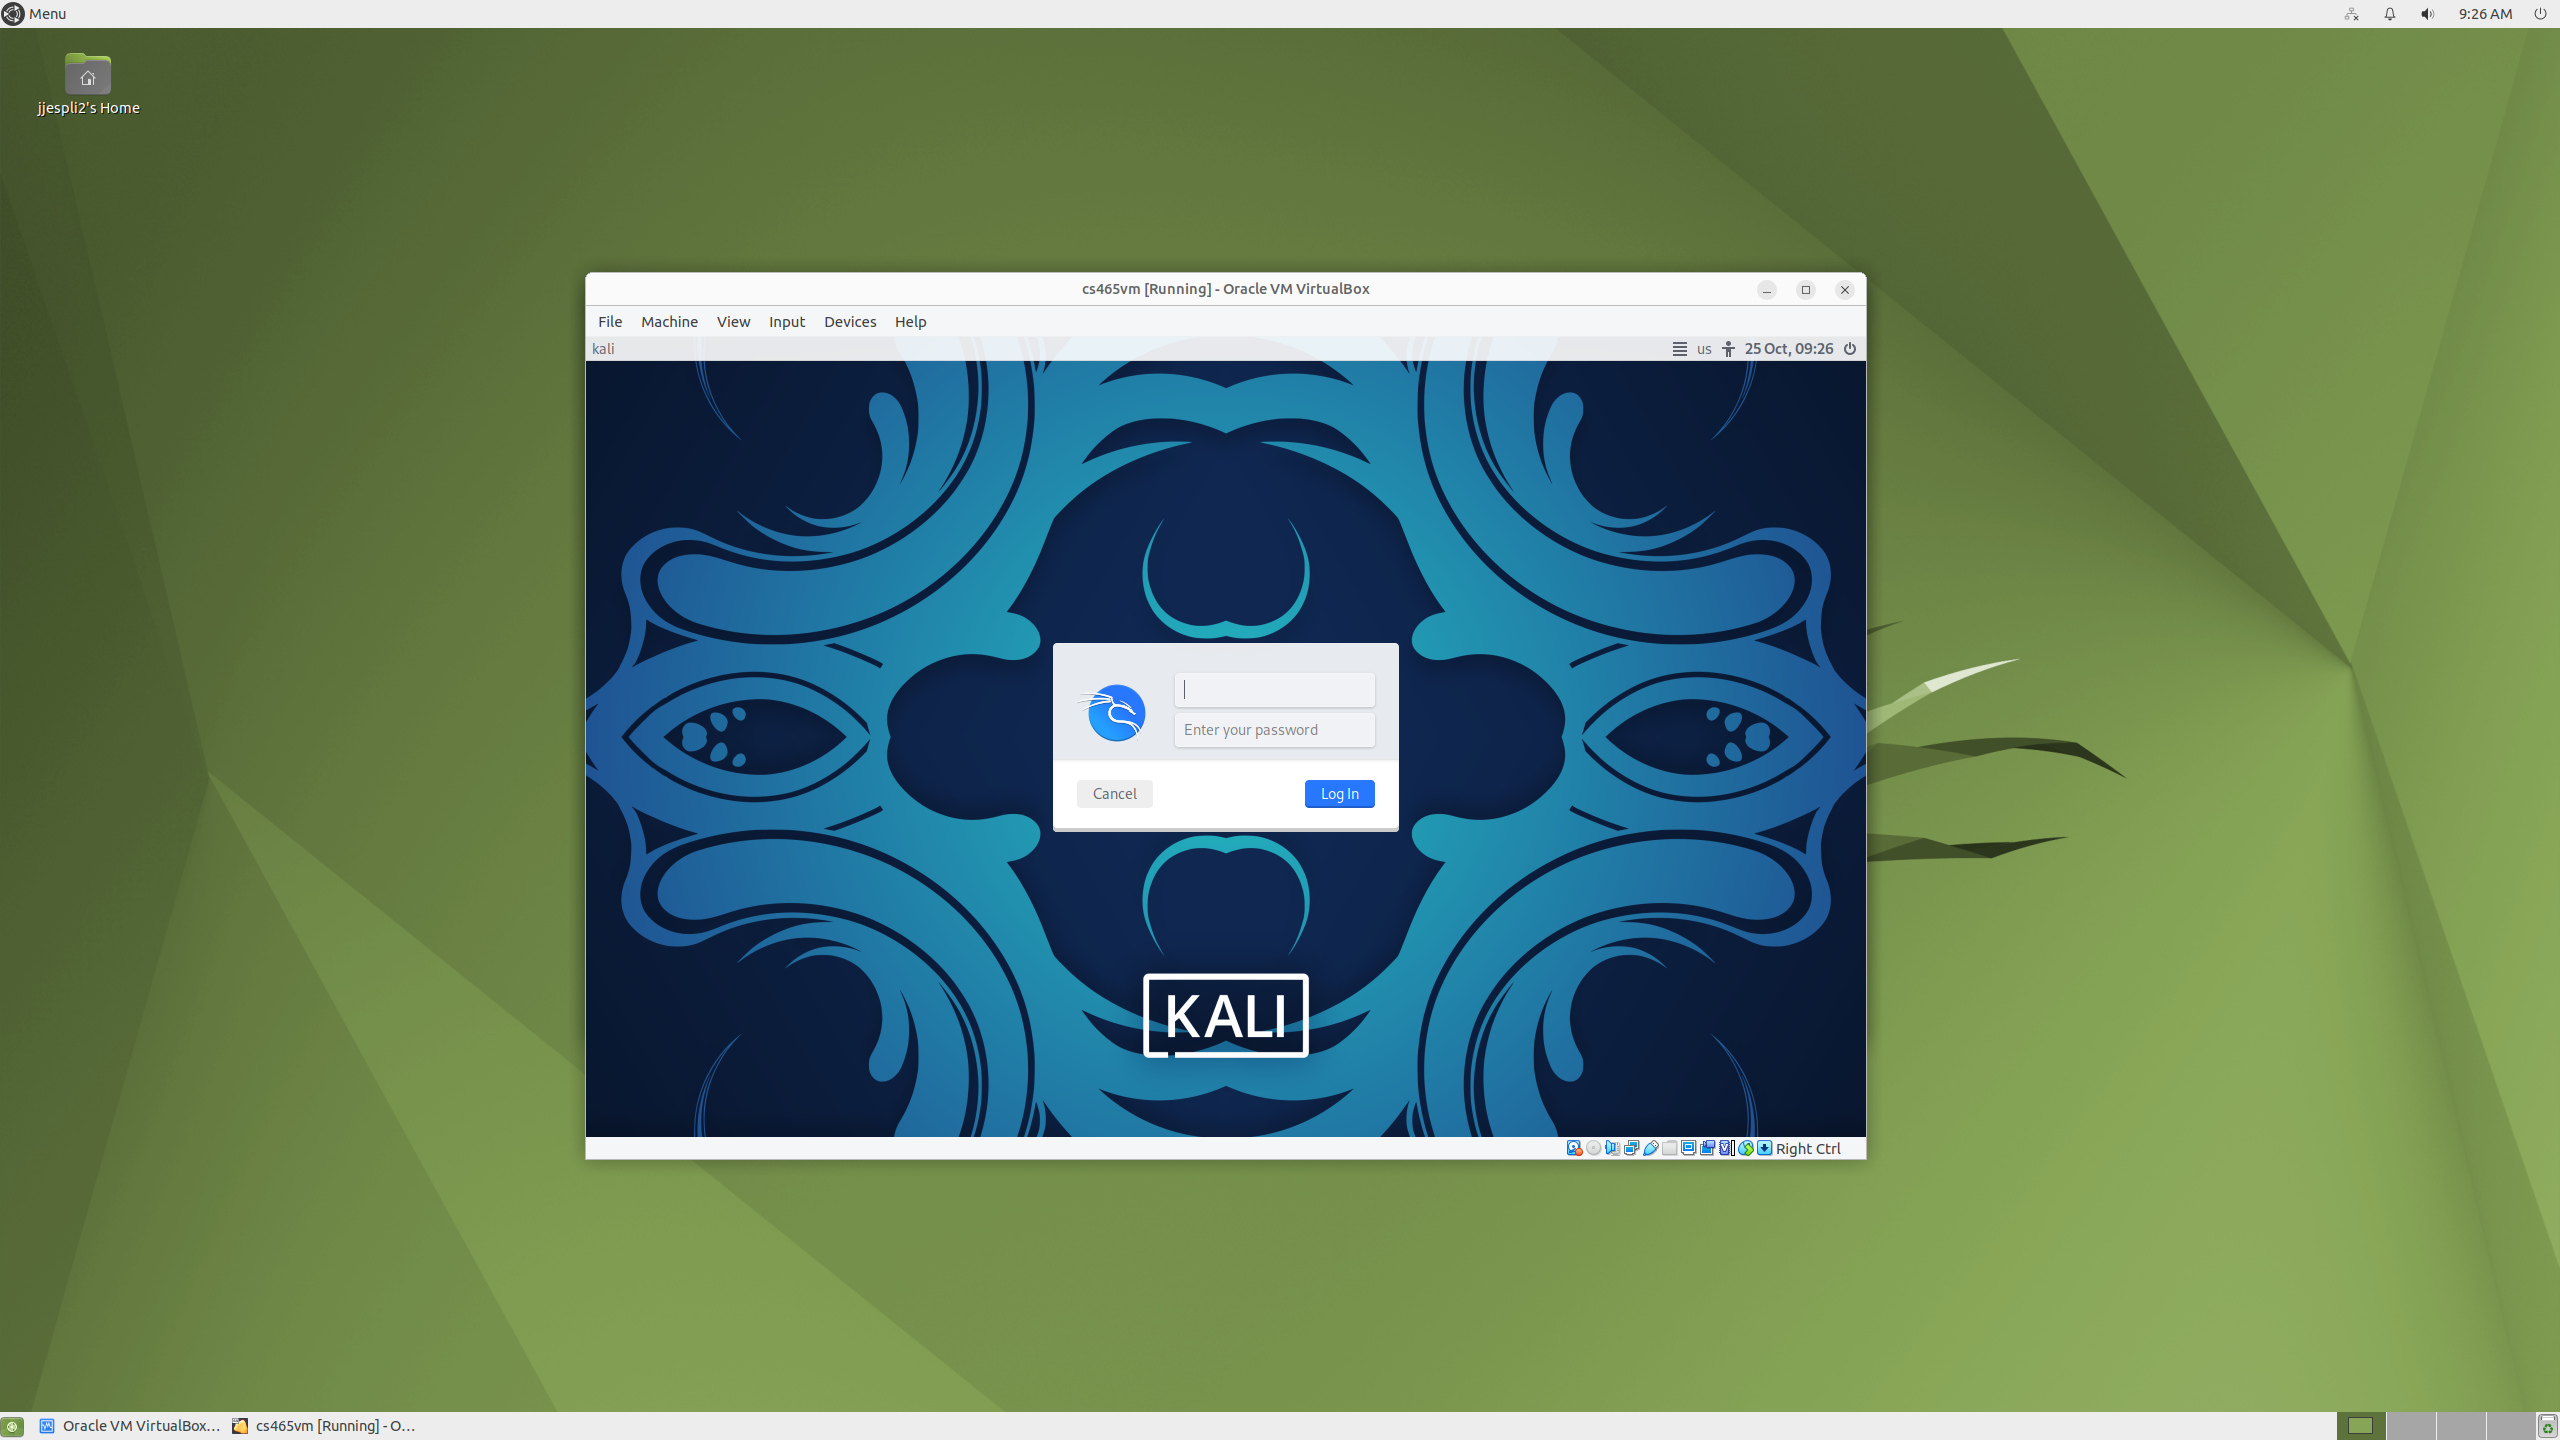 Menu
9:26 AM
jjespli2's Home
cs465vm [Running] - Oracle VM VirtualBox
File Machine View Input Devices Help
kali
us
25 Oct, 09:26
Enter your password
Cancel
Log In
KALI
Right Ctrl
Oracle VM VirtualBox...
cs465vm [Running] - O...